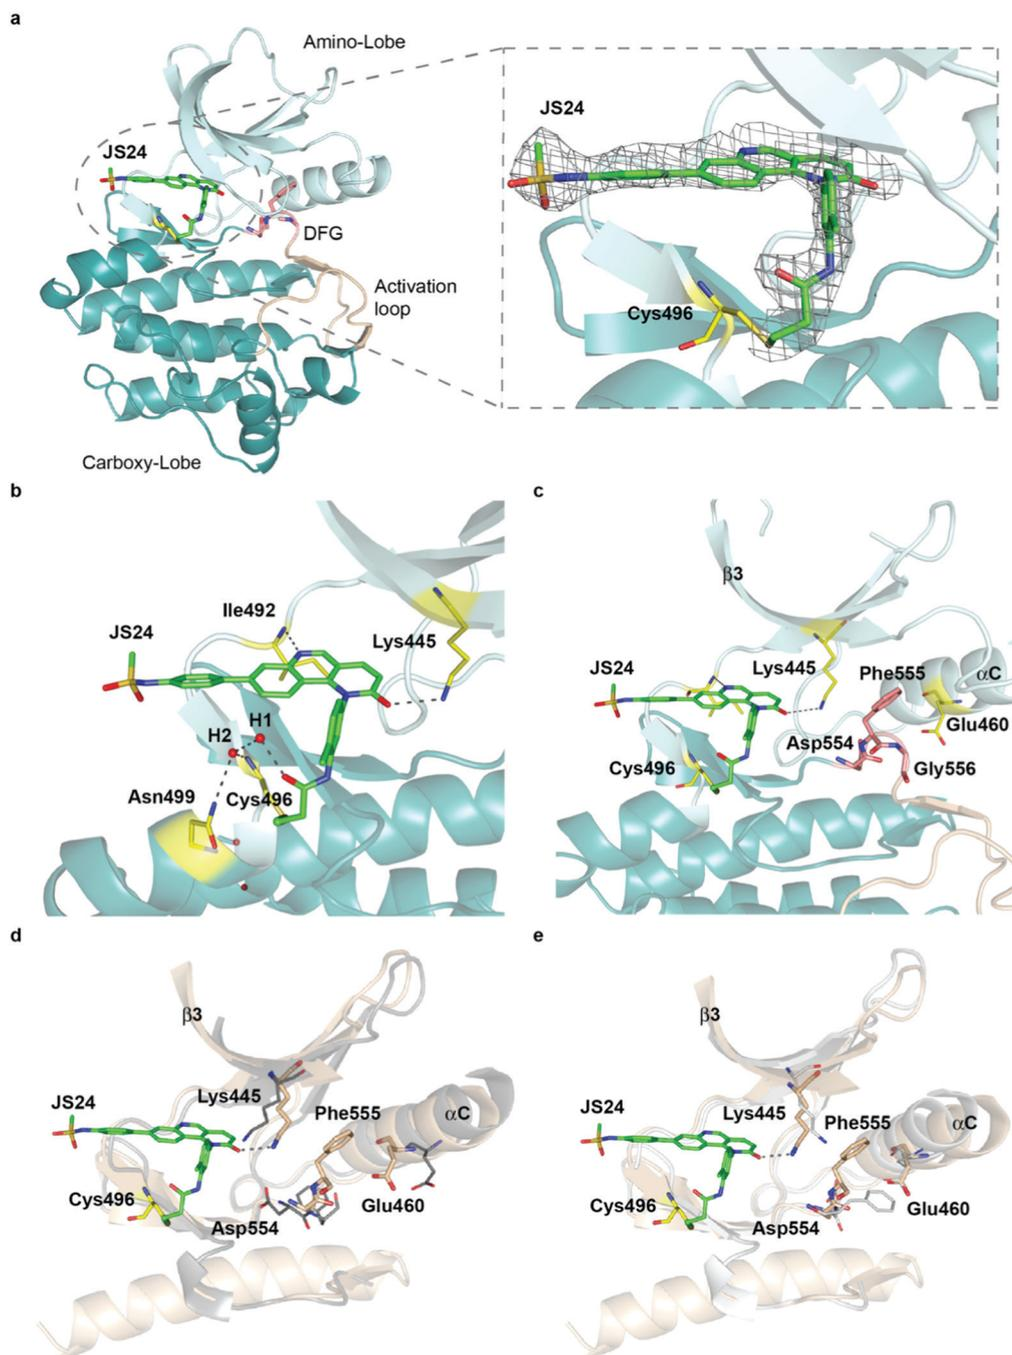 a
Amino-Lobe
JS24
DFG
Activation
loop
Carboxy-Lobe
JS24
Cys496
b
Ile492
JS24
Lys445
H1
H2
Asn499
Cys496
c
β3
Lys445
JS24
Phe555
αC
Glu460
Asp554
Cys496
Gly556
d
β3
Lys445
JS24
Phe555
αC
Cys496
Glu460
Asp554
e
β3
Lys445
JS24
Phe555
αC
Cys496
Glu460
Asp554